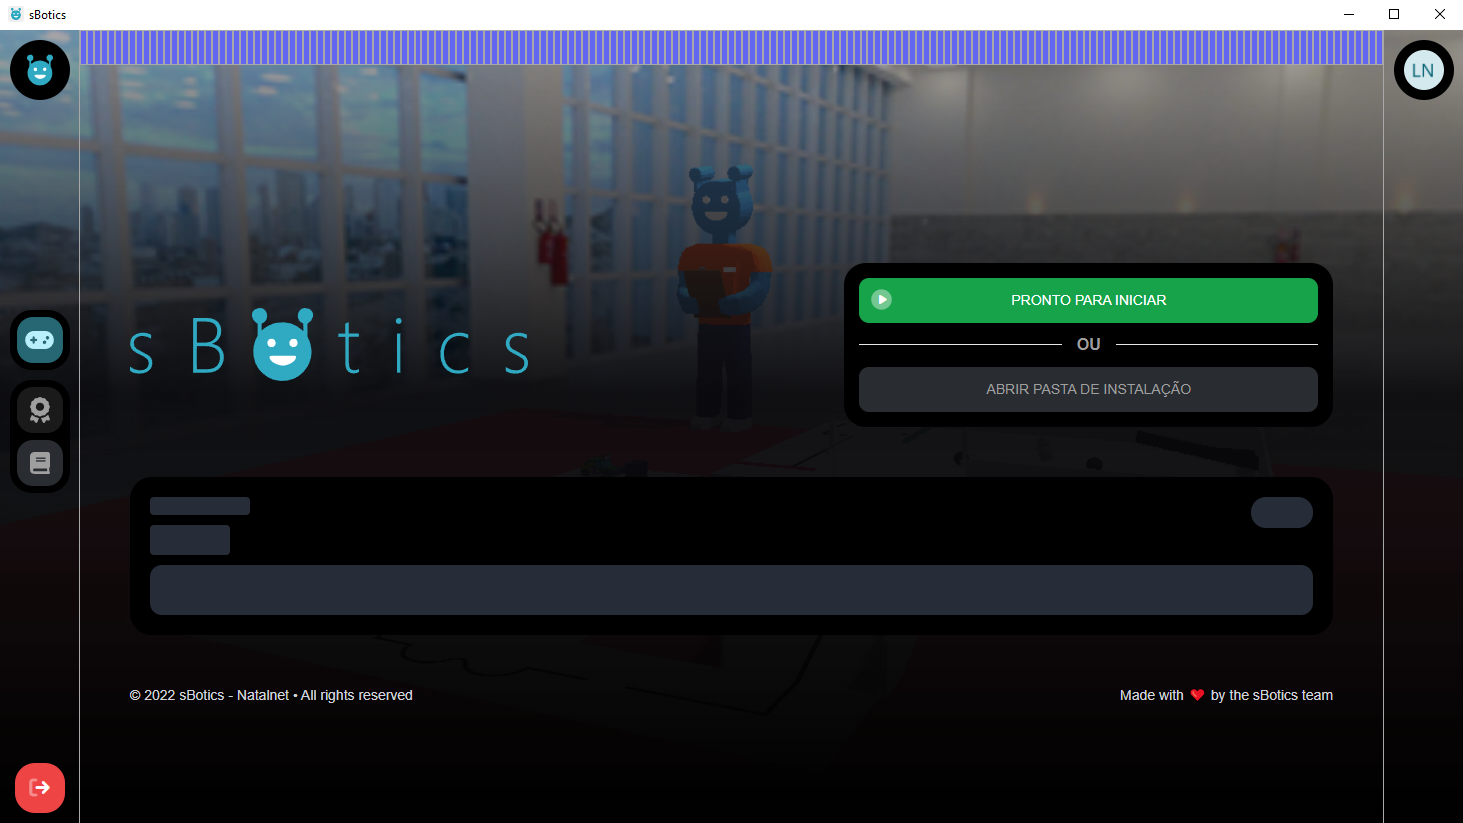 sBotics
LN
sBotics
PRONTO PARA INICIAR
OU
ABRIR PASTA DE INSTALAÇÃO
© 2022 sBotics - Natalnet • All rights reserved
Made with ❤ by the sBotics team